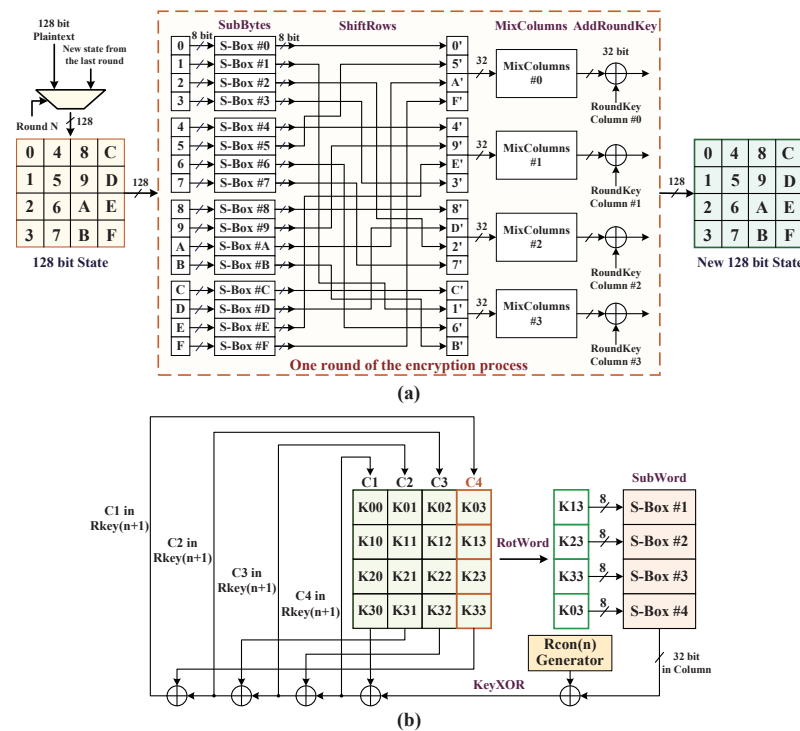 128 bit
Plaintext
New state from
the last round
Round N
128
0 4 8 C
1 5 9 D
2 6 A E
3 7 B F
128 bit State
128
SubBytes
ShiftRows
MixColumns
AddRoundKey
8 bit
8 bit
0 S-Box #0 0'
1 S-Box #1 5'
2 S-Box #2 A'
3 S-Box #3 F'
32
MixColumns
#0
32 bit
RoundKey
Column #0
4 S-Box #4 4'
5 S-Box #5 9'
6 S-Box #6 E'
7 S-Box #7 3'
32
MixColumns
#1
RoundKey
Column #1
8 S-Box #8 8'
9 S-Box #9 D'
A S-Box #A 2'
B S-Box #B 7'
32
MixColumns
#2
RoundKey
Column #2
C S-Box #C C'
D S-Box #D 1'
E S-Box #E 6'
F S-Box #F B'
32
MixColumns
#3
RoundKey
Column #3
One round of the encryption process
128
0 4 8 C
1 5 9 D
2 6 A E
3 7 B F
New 128 bit State
(a)
C1 in
Rkey(n+1)
C2 in
Rkey(n+1)
C3 in
Rkey(n+1)
C4 in
Rkey(n+1)
C1 C2 C3 C4
K00 K01 K02 K03
K10 K11 K12 K13
K20 K21 K22 K23
K30 K31 K32 K33
RotWord
SubWord
K13 8 S-Box #1
K23 8 S-Box #2
K33 8 S-Box #3
K03 8 S-Box #4
Rcon(n)
Generator
32 bit
in Column
KeyXOR
(b)